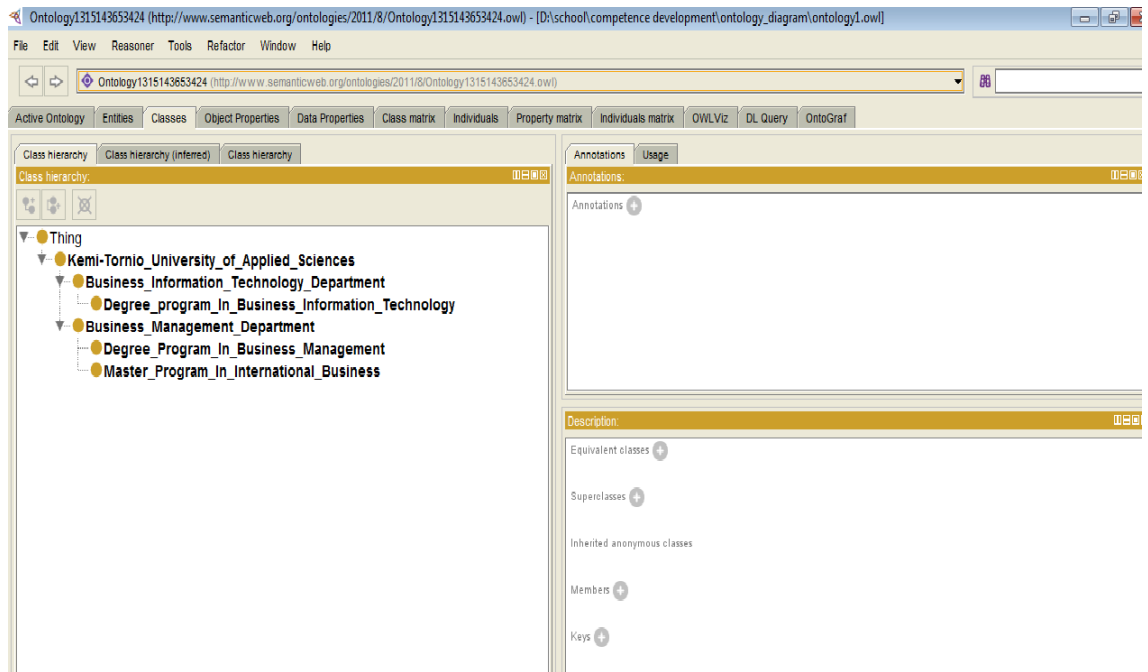 Ontology1315143653424 (http://www.semanticweb.org/ontologies/2011/8/Ontology1315143653424.owl) - [D:\school\competence development\ontology_diagram\ontology1.owl]
File Edit View Reasoner Tools Refactor Window Help
Ontology1315143653424 (http://www.semanticweb.org/ontologies/2011/8/Ontology1315143653424.owl)
Active Ontology Entities Classes Object Properties Data Properties Class matrix Individuals Property matrix Individuals matrix OWLViz DL Query OntoGraf
Class hierarchy Class hierarchy (inferred) Class hierarchy
Class hierarchy:
Thing
Kemi-Tornio_University_of_Applied_Sciences
Business_Information_Technology_Department
Degree_program_In_Business_Information_Technology
Business_Management_Department
Degree_Program_In_Business_Management
Master_Program_In_International_Business
Annotations Usage
Annotations:
Annotations
Description:
Equivalent classes
Superclasses
Inherited anonymous classes
Members
Keys